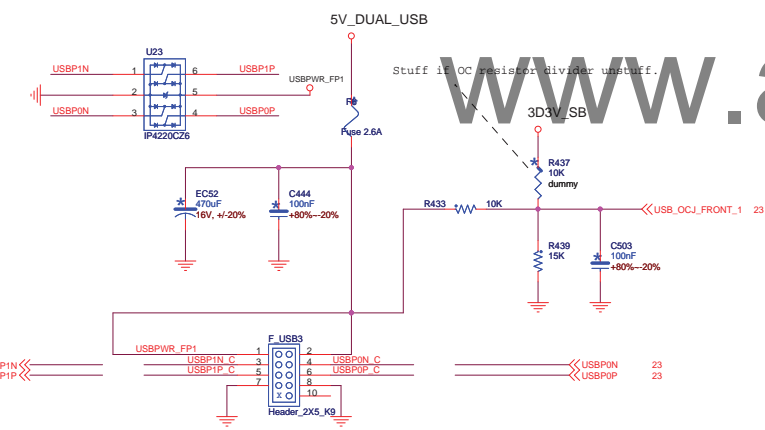 5V_DUAL_USB
U23
USBP1N 1 6 USBP1P
2 5 USBPWR_FP1
USBP0N 3 4 USBP0P
IP4220CZ6
Fuse 2.6A
Stuff if OC resistor divider unstuff.
www.a
3D3V_SB
R437
10K
dummy
EC52
470uF
16V, +/-20%
C444
100nF
+80%~-20%
R433 10K
USB_OCJ_FRONT_1 23
R439
15K
C503
100nF
+80%~-20%
F_USB3
USBPWR_FP1 1 2
P1N USBP1N_C 3 4 USBP0N_C USBP0N 23
P1P USBP1P_C 5 6 USBP0P_C USBP0P 23
7 8
X 10
Header_2X5_K9